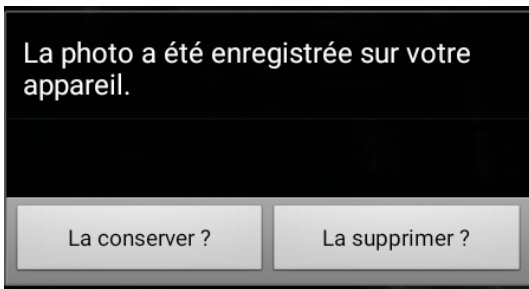 La photo a été enregistrée sur votre
appareil.
La conserver ?
La supprimer ?